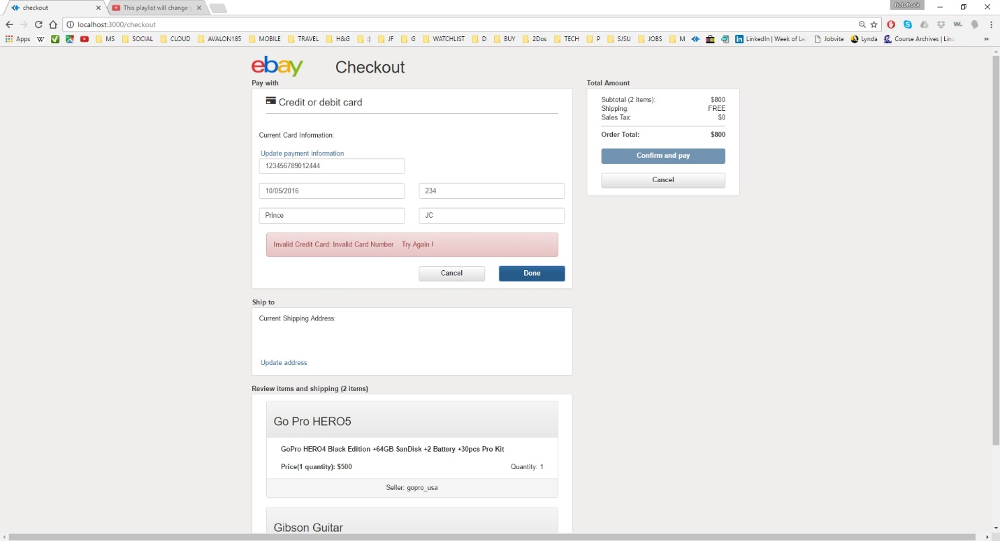 checkout
This playlist will change
notofrock
localhost:3000/checkout
Apps W MS SOCIAL CLOUD AVALON185 MOBILE TRAVEL H&G :) JF G WATCHLIST D BUY 2Dos TECH P SJSU JOBS M LinkedIn | Week of Le Jobvite Lynda Course Archives | Linu »
ebay Checkout
Pay with
Credit or debit card
Current Card Information:
Update payment information
123456789012444
10/05/2016 234
Prince JC
Invalid Credit Card: Invalid Card Number Try Again !
Cancel Done
Total Amount
Subtotal (2 items): $800
Shipping: FREE
Sales Tax: $0
Order Total: $800
Confirm and pay
Cancel
Ship to
Current Shipping Address:
Update address
Review items and shipping (2 items)
Go Pro HERO5
GoPro HERO4 Black Edition +64GB SanDisk +2 Battery +30pcs Pro Kit
Price(1 quantity): $500 Quantity: 1
Seller: gopro_usa
Gibson Guitar